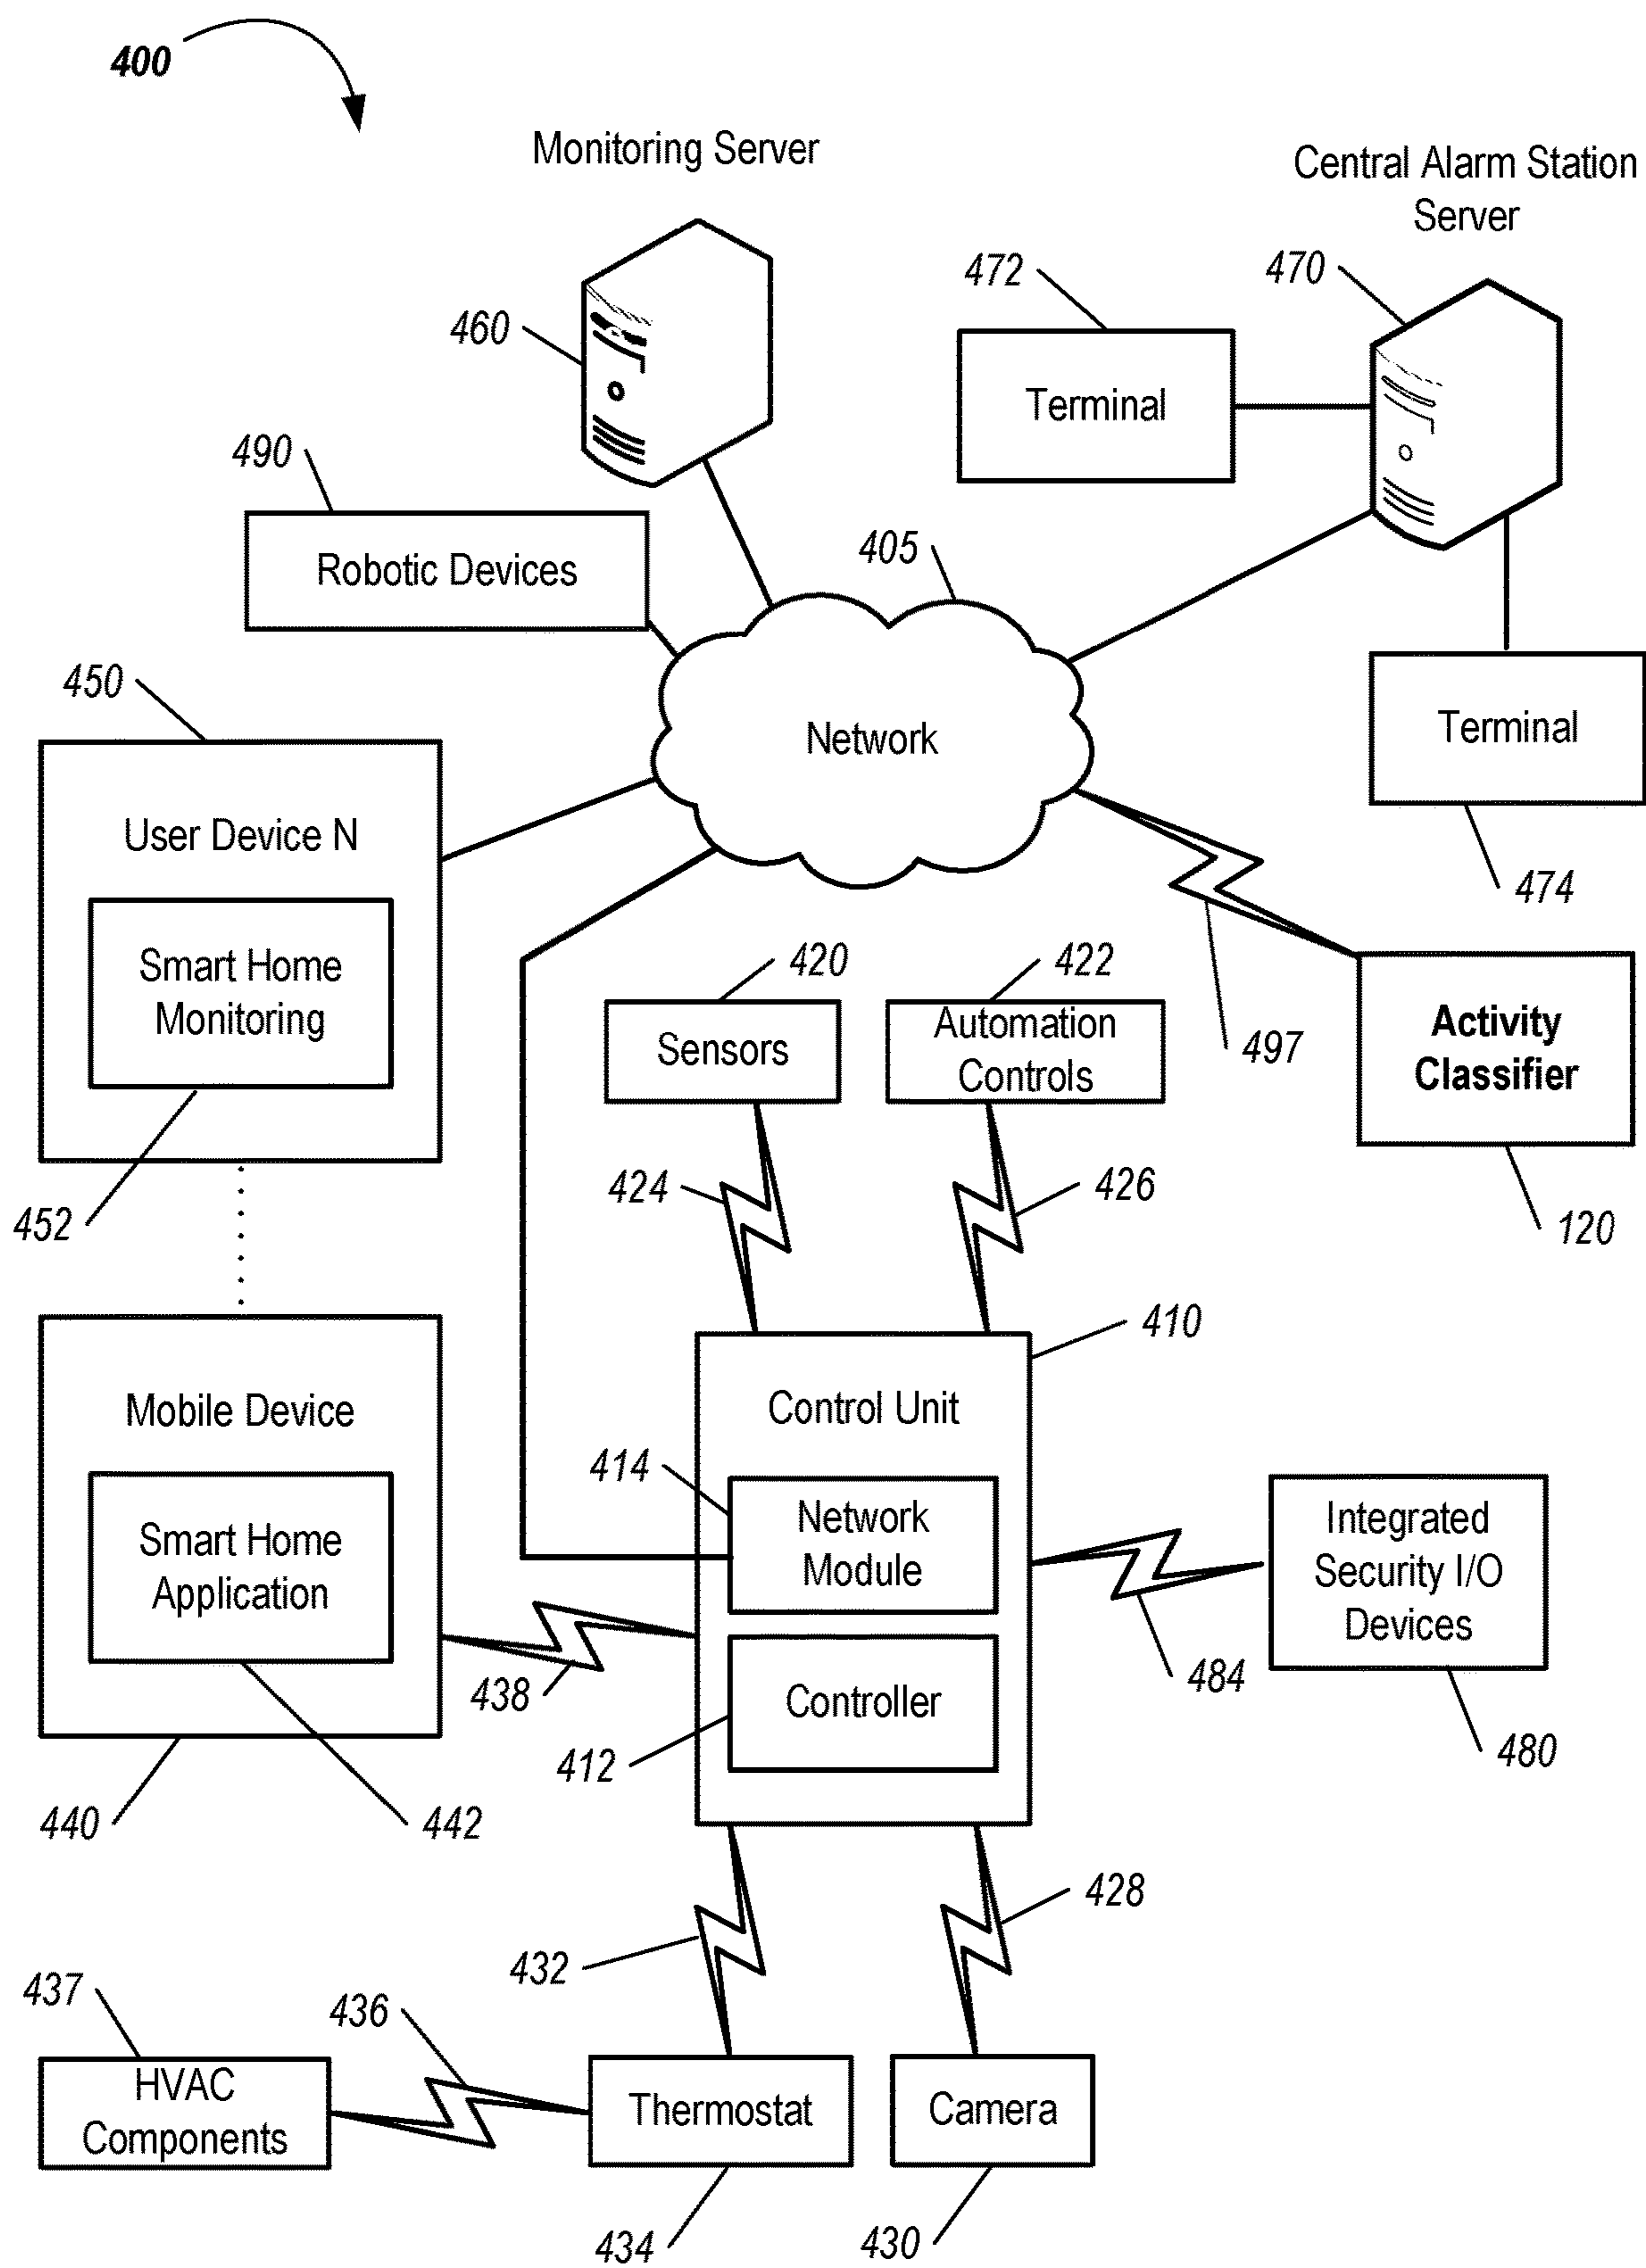 400
Monitoring Server
Central Alarm Station
Server
472
470
460
Terminal
490
405
Robotic Devices
450
Network
Terminal
User Device N
474
Smart Home
Monitoring
420
422
Sensors
Automation
Controls
497
Activity
Classifier
452
424
426
120
410
Mobile Device
Control Unit
414
Network
Module
Integrated
Security I/O
Devices
Smart Home
Application
438
484
Controller
412
480
440
442
428
432
437
436
HVAC
Components
Thermostat
Camera
434
430